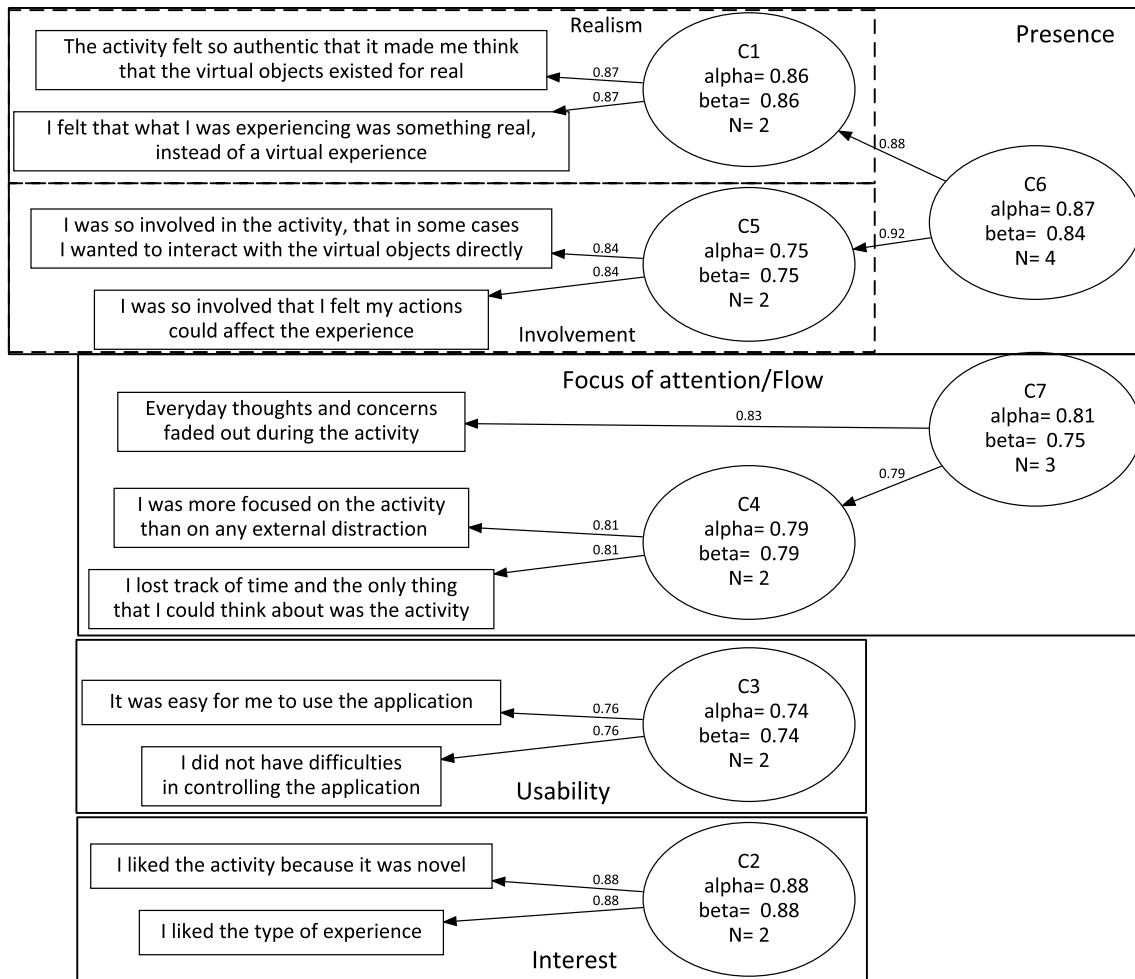 Realism
Presence
The activity felt so authentic that it made me think
that the virtual objects existed for real
0.87
C1
alpha= 0.86
beta= 0.86
N= 2
0.87
I felt that what I was experiencing was something real,
instead of a virtual experience
0.88
C6
alpha= 0.87
beta= 0.84
N= 4
I was so involved in the activity, that in some cases
I wanted to interact with the virtual objects directly
0.84
C5
alpha= 0.75
beta= 0.75
N= 2
0.92
0.84
I was so involved that I felt my actions
could affect the experience
Involvement
Focus of attention/Flow
Everyday thoughts and concerns
faded out during the activity
0.83
C7
alpha= 0.81
beta= 0.75
N= 3
0.79
I was more focused on the activity
than on any external distraction
0.81
C4
alpha= 0.79
beta= 0.79
N= 2
0.81
I lost track of time and the only thing
that I could think about was the activity
It was easy for me to use the application
0.76
C3
alpha= 0.74
beta= 0.74
N= 2
0.76
I did not have difficulties
in controlling the application
Usability
I liked the activity because it was novel
0.88
C2
alpha= 0.88
beta= 0.88
N= 2
0.88
I liked the type of experience
Interest